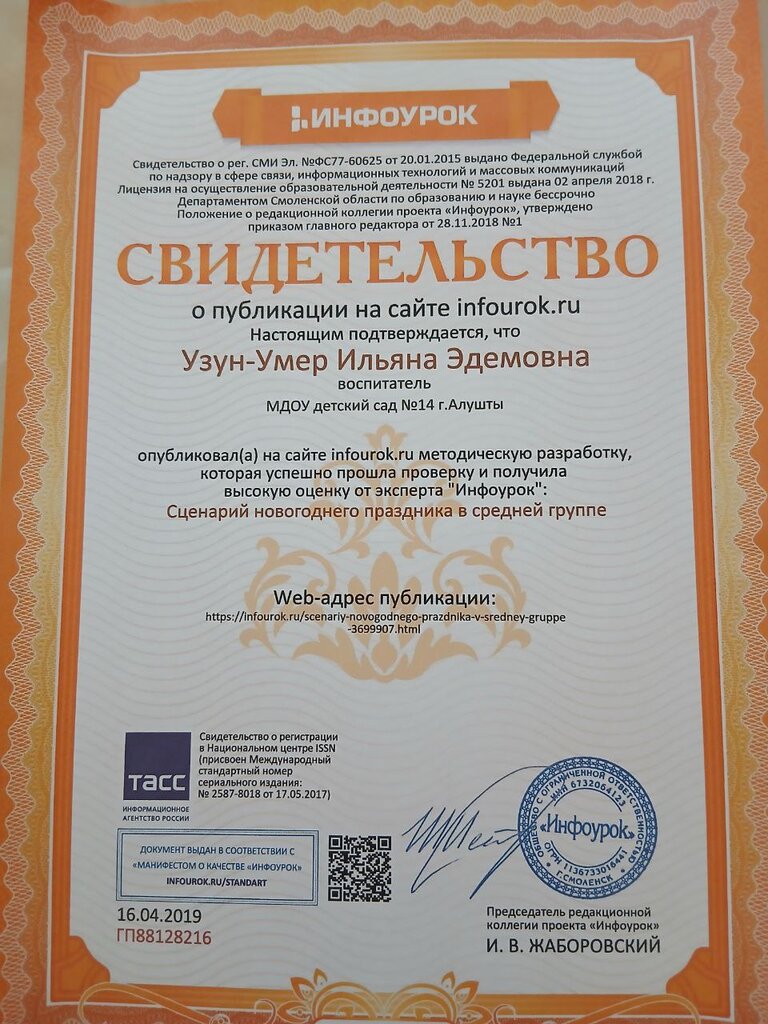 ИНФОУРОК
Свидетельство о рег. СМИ Эл. №ФС77-60625 от 20.01.2015 выдано Федеральной службой
по надзору в сфере связи, информационных технологий и массовых коммуникаций
Лицензия на осуществление образовательной деятельности № 5201 выдана 02 апреля 2018 г.
Департаментом Смоленской области по образованию и науке бессрочно
Положение о редакционной коллегии проекта «Инфоурок», утверждено
приказом главного редактора от 28.11.2018 №1
СВИДЕТЕЛЬСТВО
о публикации на сайте infourok.ru
Настоящим подтверждается, что
Узун-Умер Ильяна Эдемовна
воспитатель
МДОУ детский сад №14 г.Алушты
опубликовал(а) на сайте infourok.ru методическую разработку,
которая успешно прошла проверку и получила
высокую оценку от эксперта "Инфоурок":
Сценарий новогоднего праздника в средней группе
Web-адрес публикации:
https://infourok.ru/scenariy-novogodnego-prazdnika-v-sredney-gruppe
-3699907.html
ТАСС
ИНФОРМАЦИОННОЕ
АГЕНТСТВО РОССИИ
Свидетельство о регистрации
в Национальном центре ISSN
(присвоен Международный
стандартный номер
сериального издания:
№ 2587-8018 от 17.05.2017)
ДОКУМЕНТ ВЫДАН В СООТВЕТСТВИИ С
«МАНИФЕСТОМ О КАЧЕСТВЕ «ИНФОУРОК»
INFOUROK.RU/STANDART
16.04.2019
ГП88128216
ОБЩЕСТВО С ОГРАНИЧЕННОЙ ОТВЕТСТВЕННОСТЬЮ
ИНН 6732064123
«Инфоурок»
ОГРН 1136733016441
г.СМОЛЕНСК
Председатель редакционной
коллегии проекта «Инфоурок»
И. В. ЖАБОРОВСКИЙ